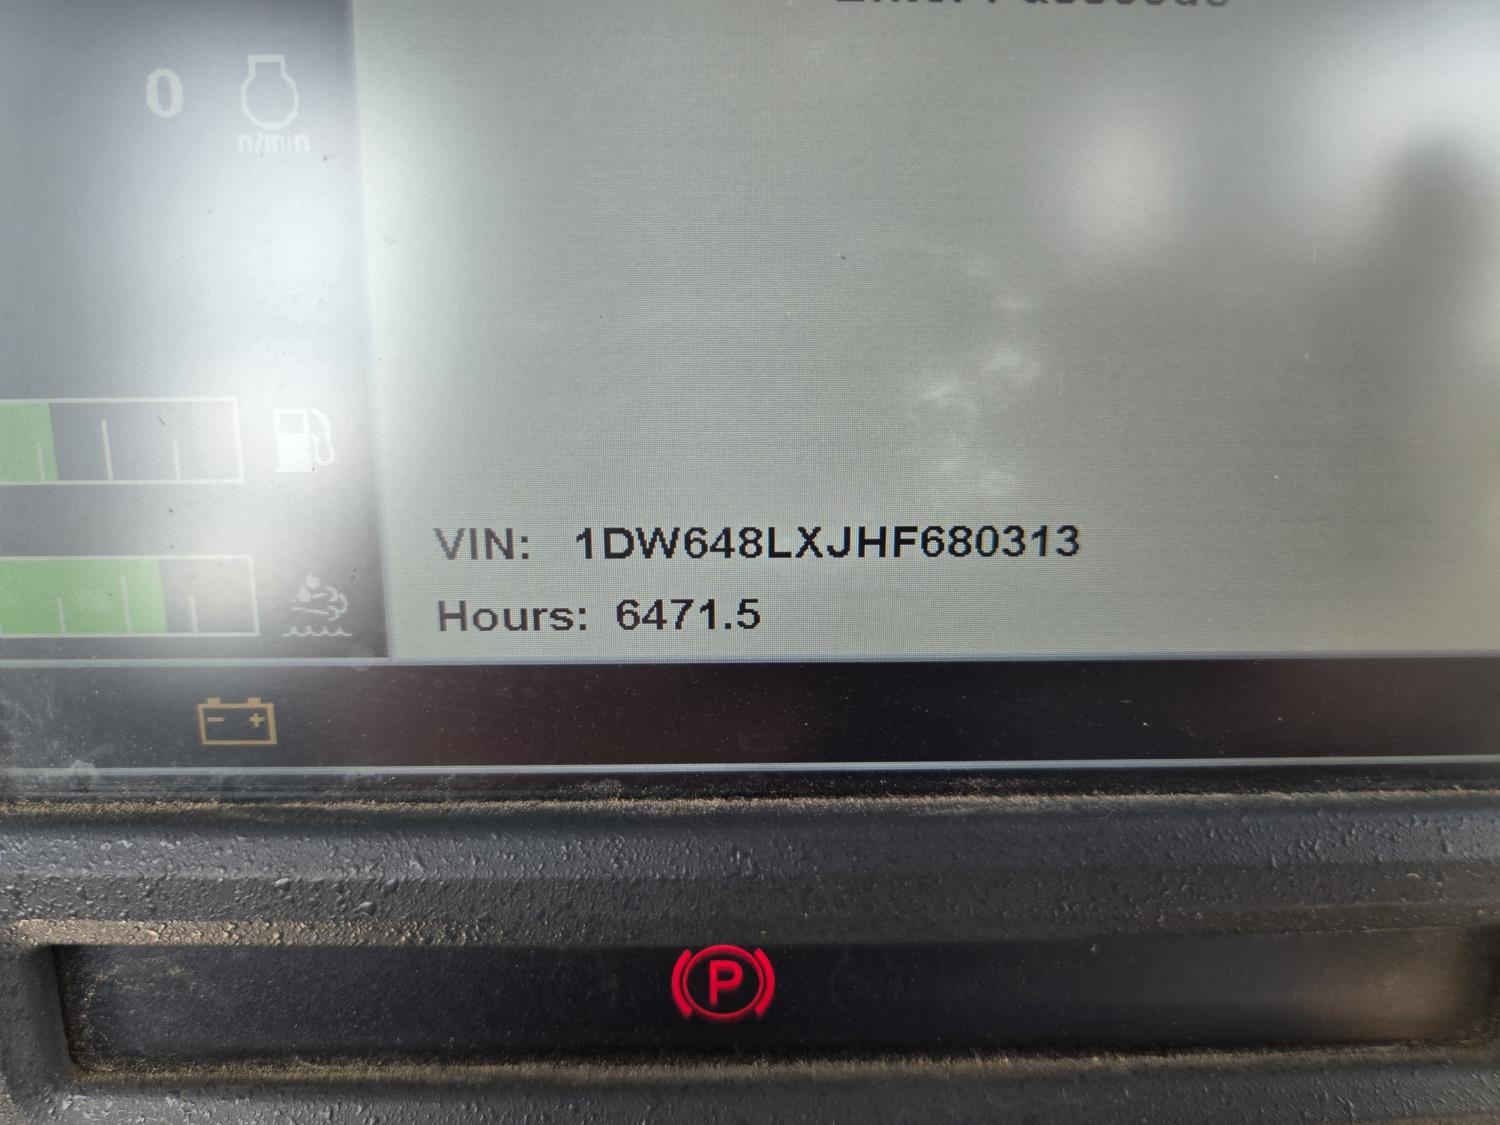 0
n/min
VIN: 1DW648LXJHF680313
Hours: 6471.5
- +
P